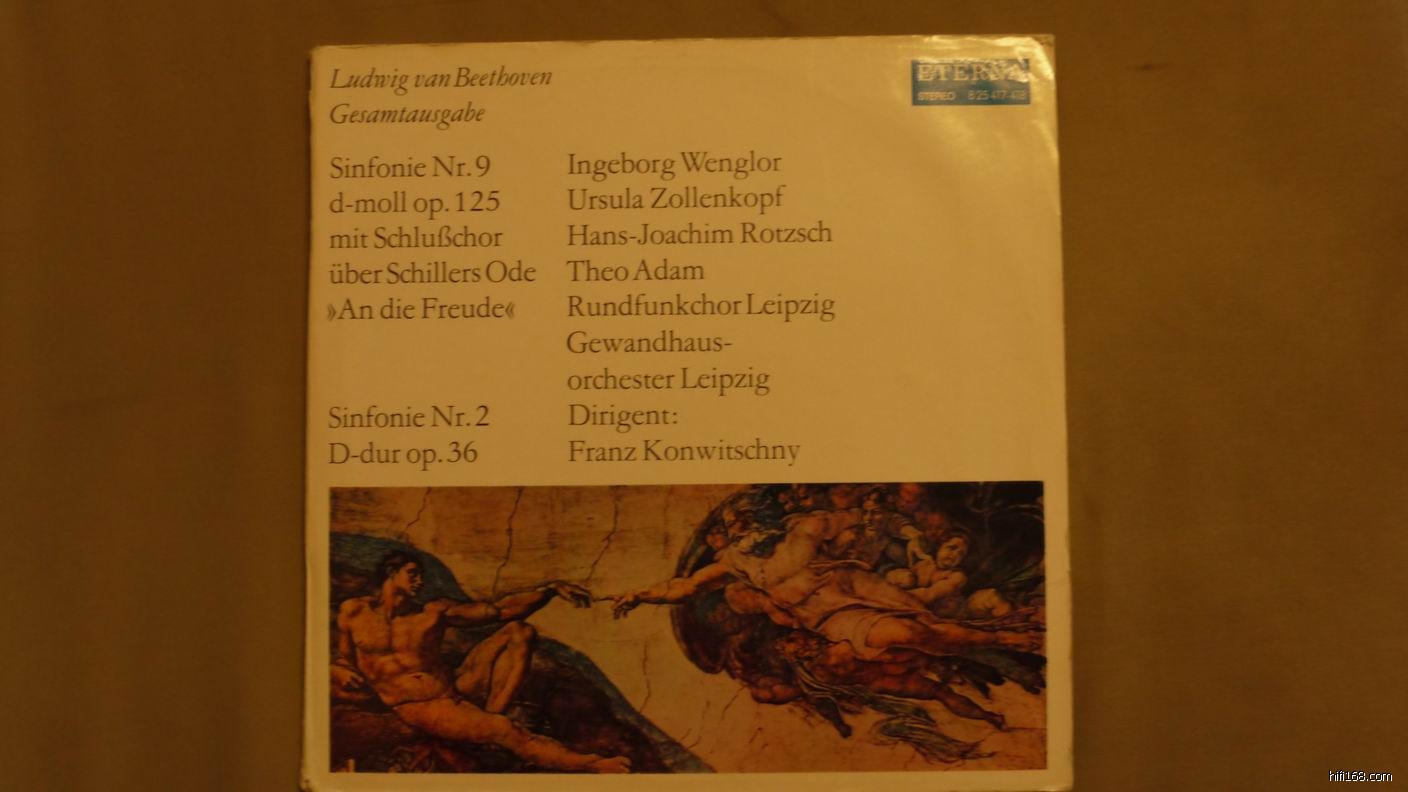 Ludwig van Beethoven
Gesamtausgabe
ETERNA
STEREO 8 25 417-418
Sinfonie Nr. 9
d-moll op. 125
mit Schlußchor
über Schillers Ode
»An die Freude«
Ingeborg Wenglor
Ursula Zollenkopf
Hans-Joachim Rotzsch
Theo Adam
Rundfunkchor Leipzig
Gewandhaus-
orchester Leipzig
Sinfonie Nr. 2
D-dur op. 36
Dirigent:
Franz Konwitschny
hifi168.com